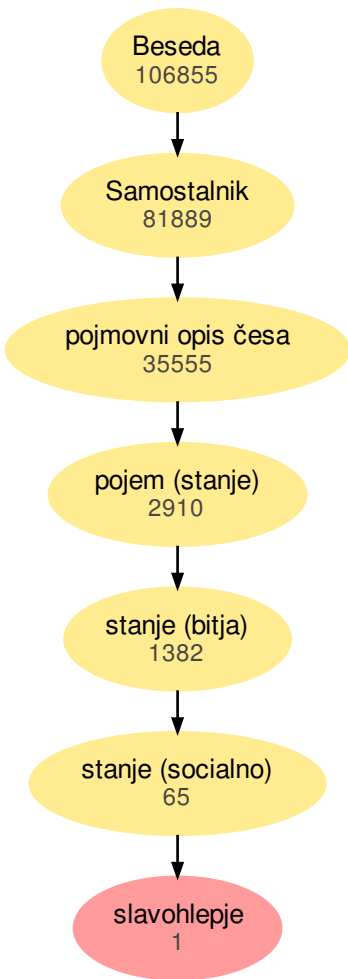 Beseda
106855
Samostalnik
81889
pojmovni opis česa
35555
pojem (stanje)
2910
stanje (bitja)
1382
stanje (socialno)
65
slavohlepje
1